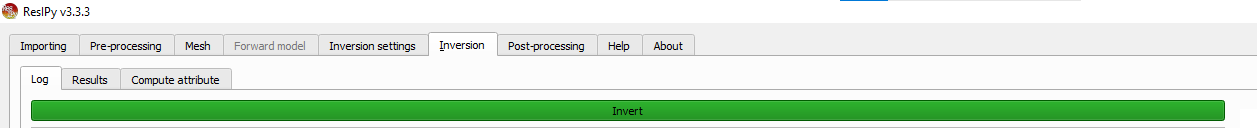 ResIPy v3.3.3
Importing Pre-processing Mesh Forward model Inversion settings Inversion Post-processing Help About
Log Results Compute attribute
Invert